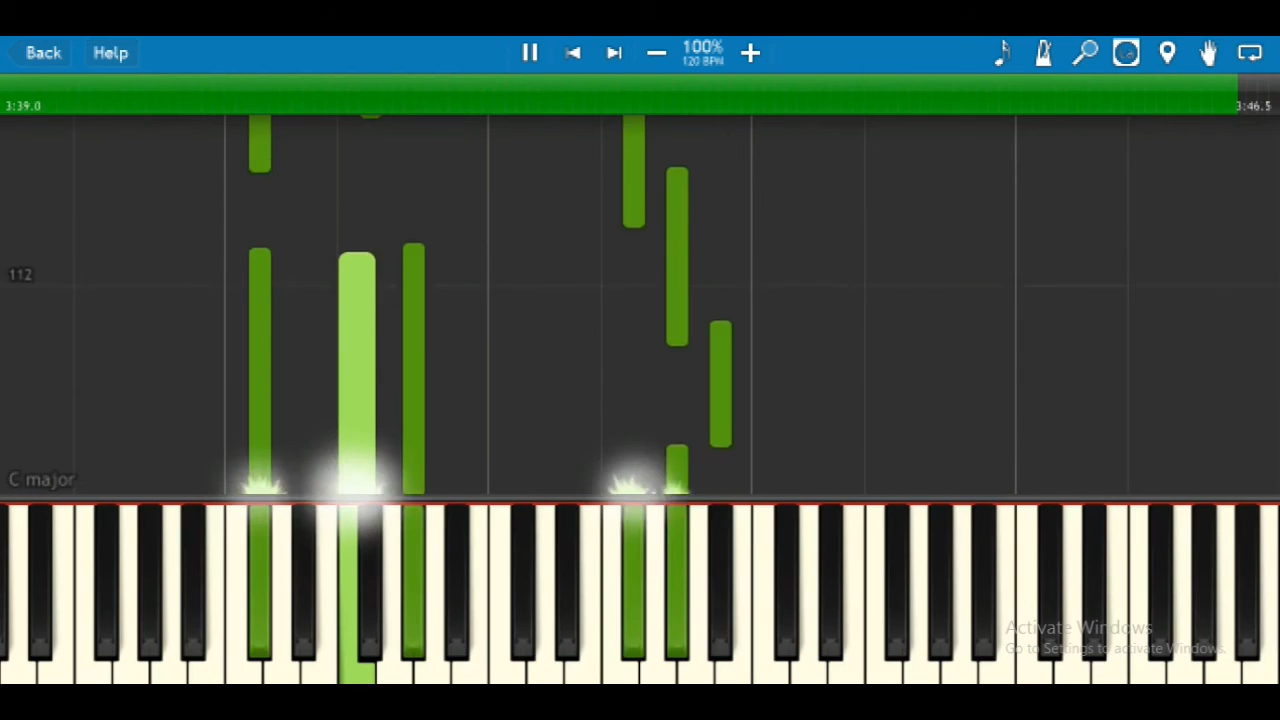 Back Help 100%
120 BPM
3:39.0 3:46.5
112
C major
Activate Windows
Go to Settings to activate Windows.